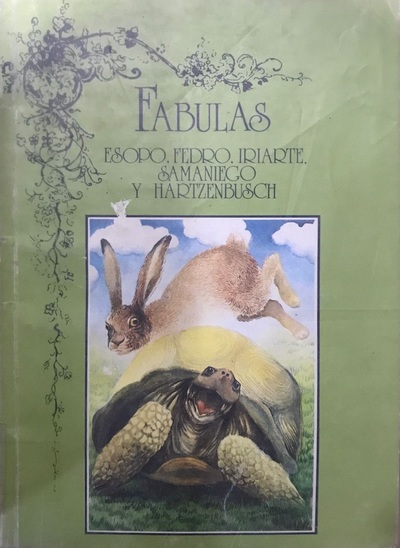 FABULAS
ESOPO, FEDRO, IRIARTE,
SAMANIEGO
Y HARTZENBUSCH